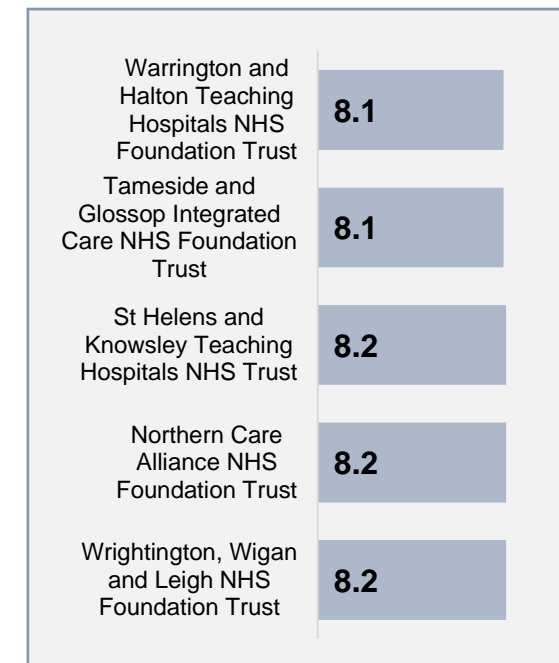 Warrington and
Halton Teaching
Hospitals NHS
Foundation Trust
8.1
Tameside and
Glossop Integrated
Care NHS Foundation
Trust
8.1
St Helens and
Knowsley Teaching
Hospitals NHS Trust
8.2
Northern Care
Alliance NHS
Foundation Trust
8.2
Wrightington, Wigan
and Leigh NHS
Foundation Trust
8.2